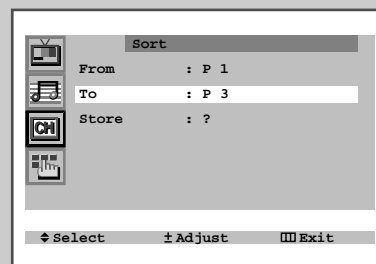 Sort
From : P 1
To : P 3
CH
Store : ?
Select ± Adjust Exit